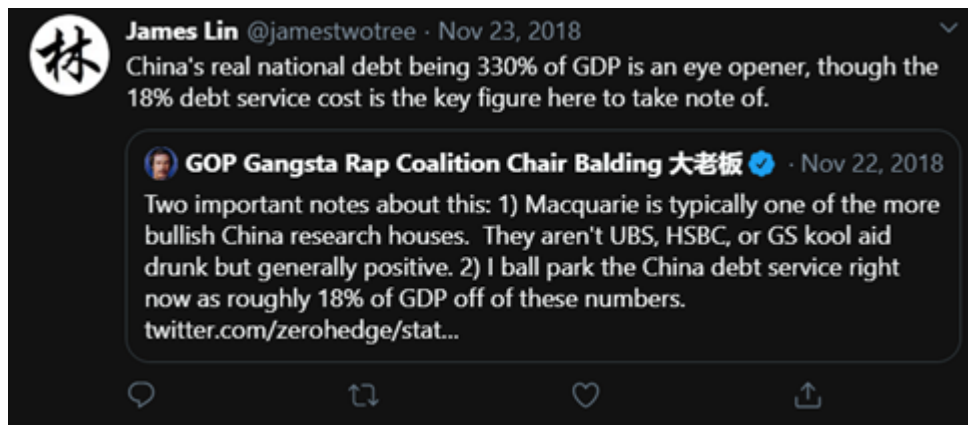 林
James Lin @jamestwotree · Nov 23, 2018
China's real national debt being 330% of GDP is an eye opener, though the
18% debt service cost is the key figure here to take note of.
GOP Gangsta Rap Coalition Chair Balding 大老板 · Nov 22, 2018
Two important notes about this: 1) Macquarie is typically one of the more
bullish China research houses. They aren't UBS, HSBC, or GS kool aid
drunk but generally positive. 2) I ball park the China debt service right
now as roughly 18% of GDP off of these numbers.
twitter.com/zerohedge/stat...